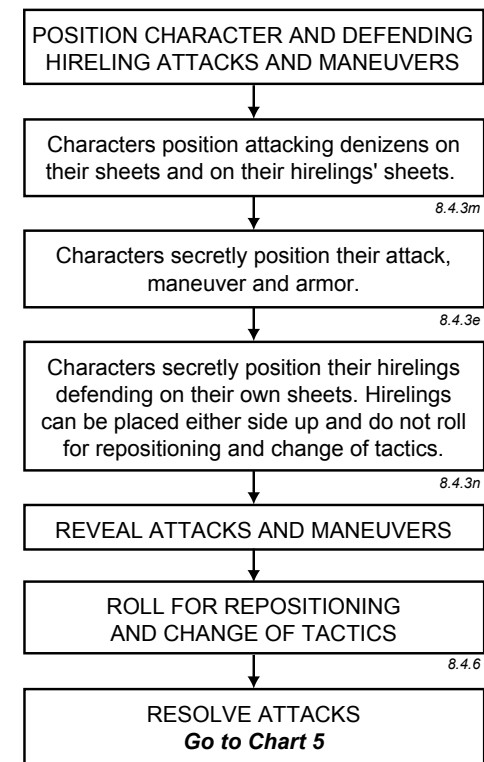 POSITION CHARACTER AND DEFENDING
HIRELING ATTACKS AND MANEUVERS
Characters position attacking denizens on
their sheets and on their hirelings' sheets.
8.4.3m
Characters secretly position their attack,
maneuver and armor.
8.4.3e
Characters secretly position their hirelings
defending on their own sheets. Hirelings
can be placed either side up and do not roll
for repositioning and change of tactics.
8.4.3n
REVEAL ATTACKS AND MANEUVERS
ROLL FOR REPOSITIONING
AND CHANGE OF TACTICS
8.4.6
RESOLVE ATTACKS
Go to Chart 5